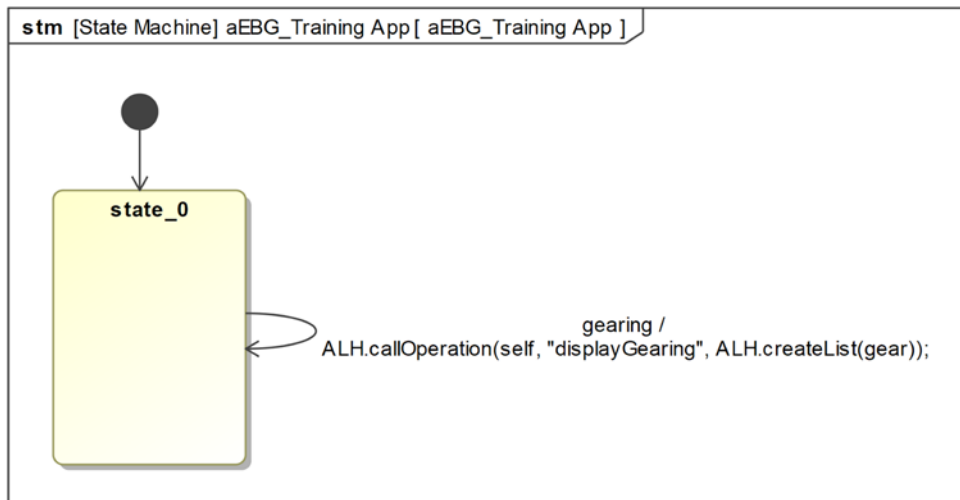 stm [State Machine] aEBG_Training App [ aEBG_Training App ]
state_0
gearing /
ALH.callOperation(self, "displayGearing", ALH.createList(gear));